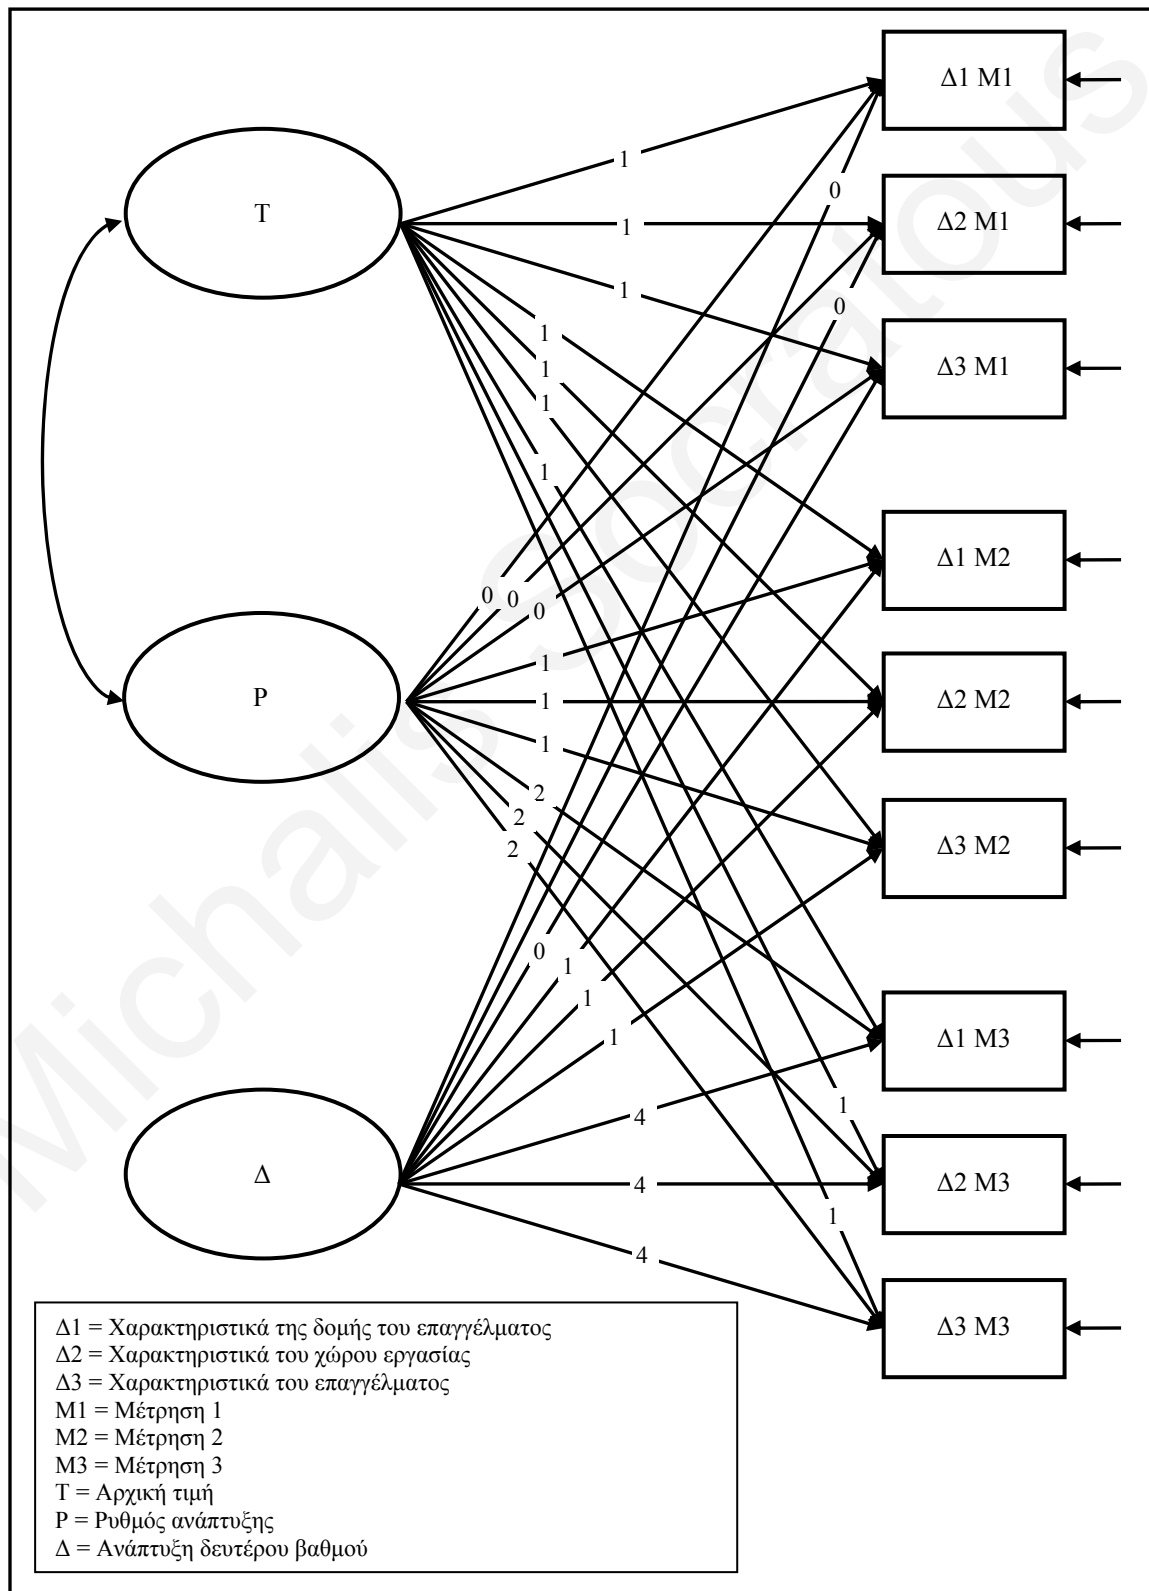 Δ1 Μ1
1
Τ
0
Δ2 Μ1
1
1
0
Δ3 Μ1
1
1
1
1
Δ1 Μ2
0
0
0
1
Ρ
1
Δ2 Μ2
1
2
2
2
Δ3 Μ2
0
1
1
1
Δ1 Μ3
4
1
Δ
4
Δ2 Μ3
1
4
Δ3 Μ3
Δ1 = Χαρακτηριστικά της δομής του επαγγέλματος
Δ2 = Χαρακτηριστικά του χώρου εργασίας
Δ3 = Χαρακτηριστικά του επαγγέλματος
Μ1 = Μέτρηση 1
Μ2 = Μέτρηση 2
Μ3 = Μέτρηση 3
Τ = Αρχική τιμή
Ρ = Ρυθμός ανάπτυξης
Δ = Ανάπτυξη δευτέρου βαθμού
Michalis Socratous